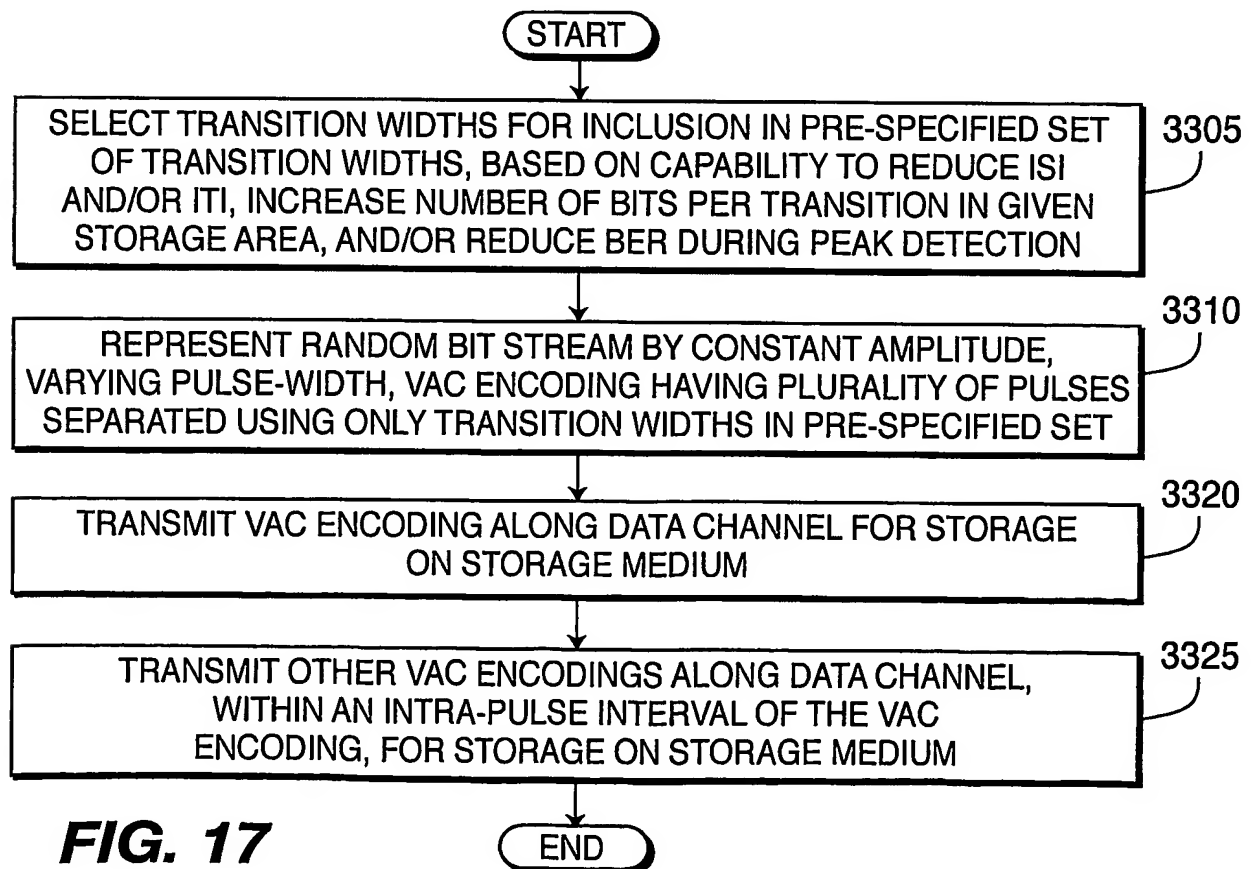 START
SELECT TRANSITION WIDTHS FOR INCLUSION IN PRE-SPECIFIED SET
OF TRANSITION WIDTHS, BASED ON CAPABILITY TO REDUCE ISI
AND/OR ITI, INCREASE NUMBER OF BITS PER TRANSITION IN GIVEN
STORAGE AREA, AND/OR REDUCE BER DURING PEAK DETECTION
3305
REPRESENT RANDOM BIT STREAM BY CONSTANT AMPLITUDE,
VARYING PULSE-WIDTH, VAC ENCODING HAVING PLURALITY OF PULSES
SEPARATED USING ONLY TRANSITION WIDTHS IN PRE-SPECIFIED SET
3310
TRANSMIT VAC ENCODING ALONG DATA CHANNEL FOR STORAGE
ON STORAGE MEDIUM
3320
TRANSMIT OTHER VAC ENCODINGS ALONG DATA CHANNEL,
WITHIN AN INTRA-PULSE INTERVAL OF THE VAC
ENCODING, FOR STORAGE ON STORAGE MEDIUM
3325
END
FIG. 17